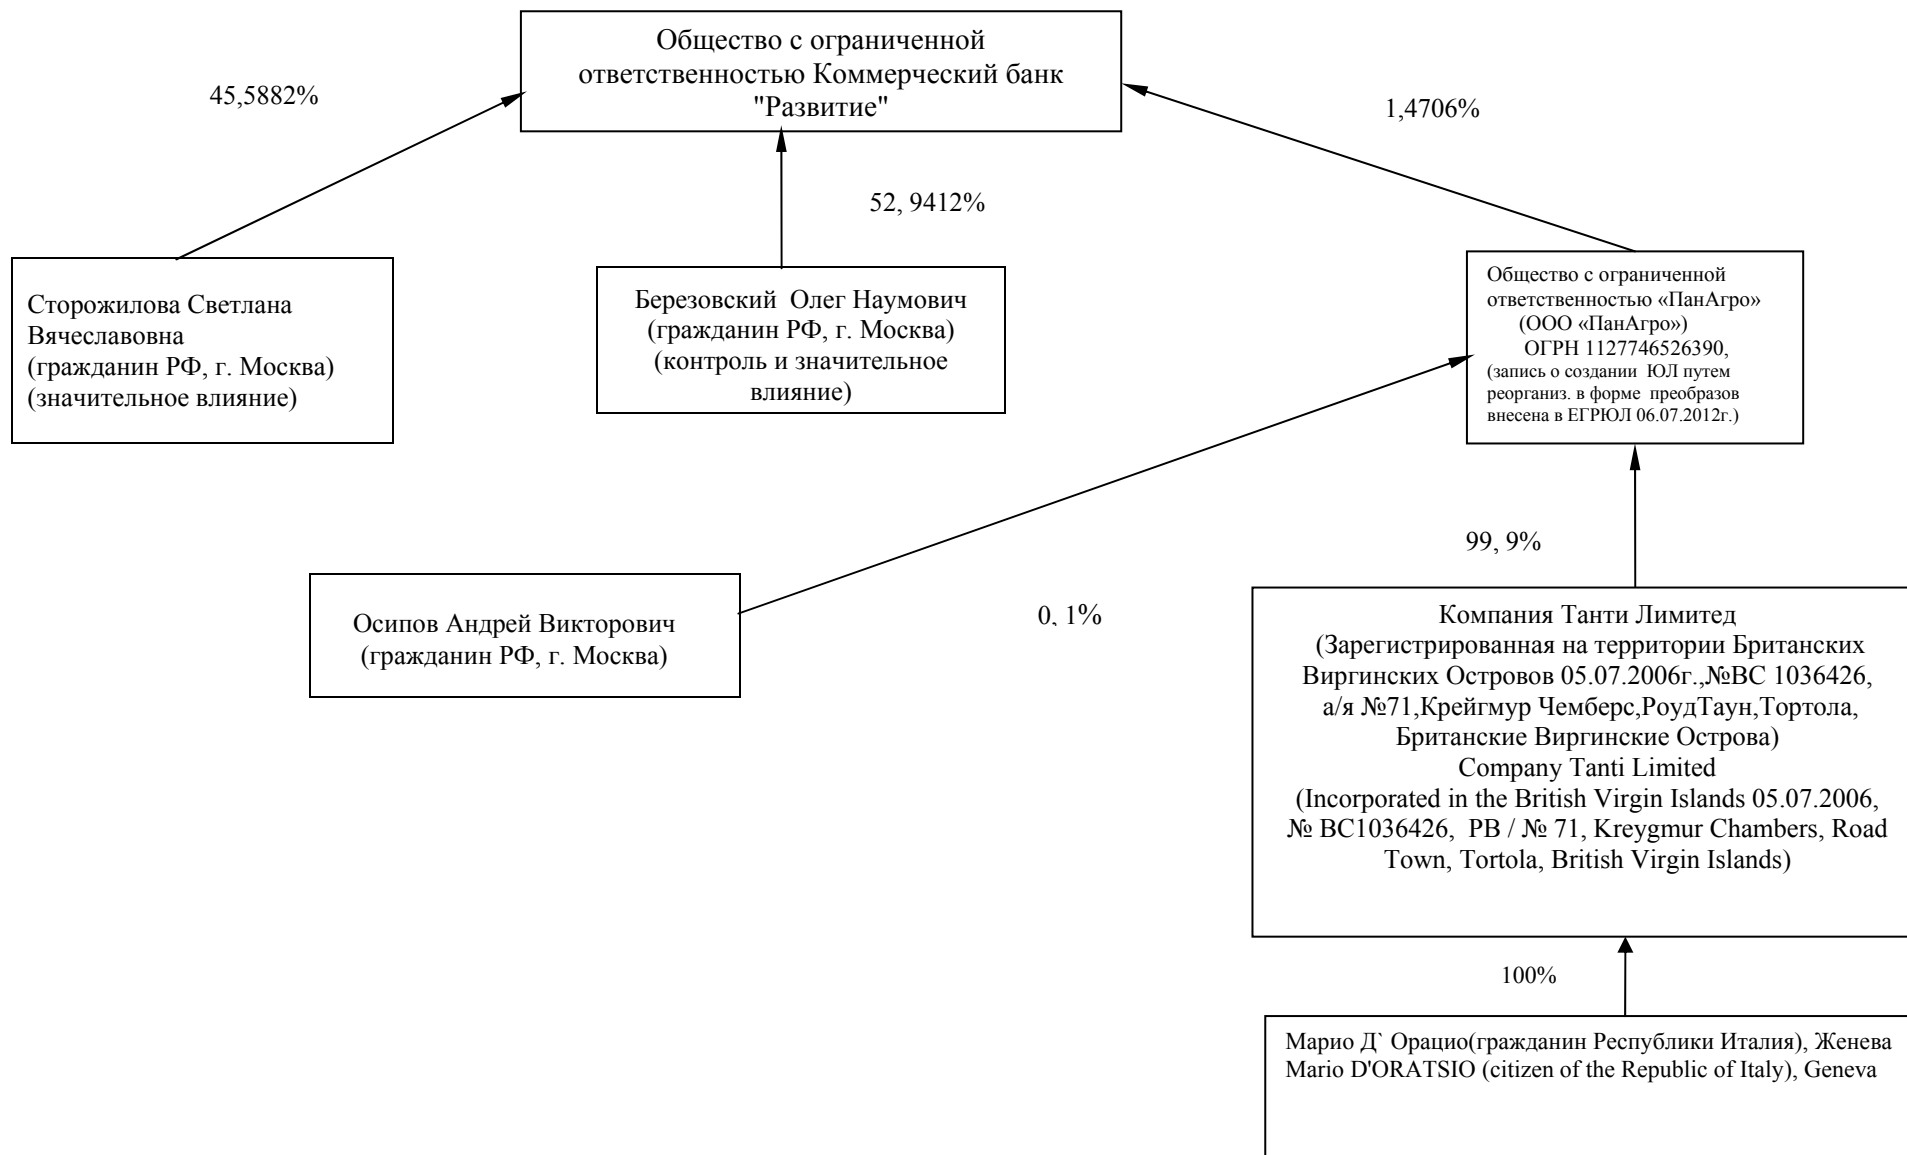 Общество с ограниченной
ответственностью Коммерческий банк
"Развитие"
45,5882%
1,4706%
52, 9412%
Сторожилова Светлана
Вячеславовна
(гражданин РФ, г. Москва)
(значительное влияние)
Березовский Олег Наумович
(гражданин РФ, г. Москва)
(контроль и значительное
влияние)
Общество с ограниченной
ответственностью «ПанАгро»
(ООО «ПанАгро»)
ОГРН 1127746526390,
(запись о создании ЮЛ путем
реорганиз. в форме преобразов
внесена в ЕГРЮЛ 06.07.2012г.)
99, 9%
0, 1%
Осипов Андрей Викторович
(гражданин РФ, г. Москва)
Компания Танти Лимитед
(Зарегистрированная на территории Британских
Виргинских Островов 05.07.2006г.,№ВС 1036426,
а/я №71,Крейгмур Чемберс,РоудТаун,Тортола,
Британские Виргинские Острова)
Company Tanti Limited
(Incorporated in the British Virgin Islands 05.07.2006,
№ BC1036426, PB / № 71, Kreygmur Chambers, Road
Town, Tortola, British Virgin Islands)
100%
Марио Д` Орацио(гражданин Республики Италия), Женева
Mario D'ORATSIO (citizen of the Republic of Italy), Geneva